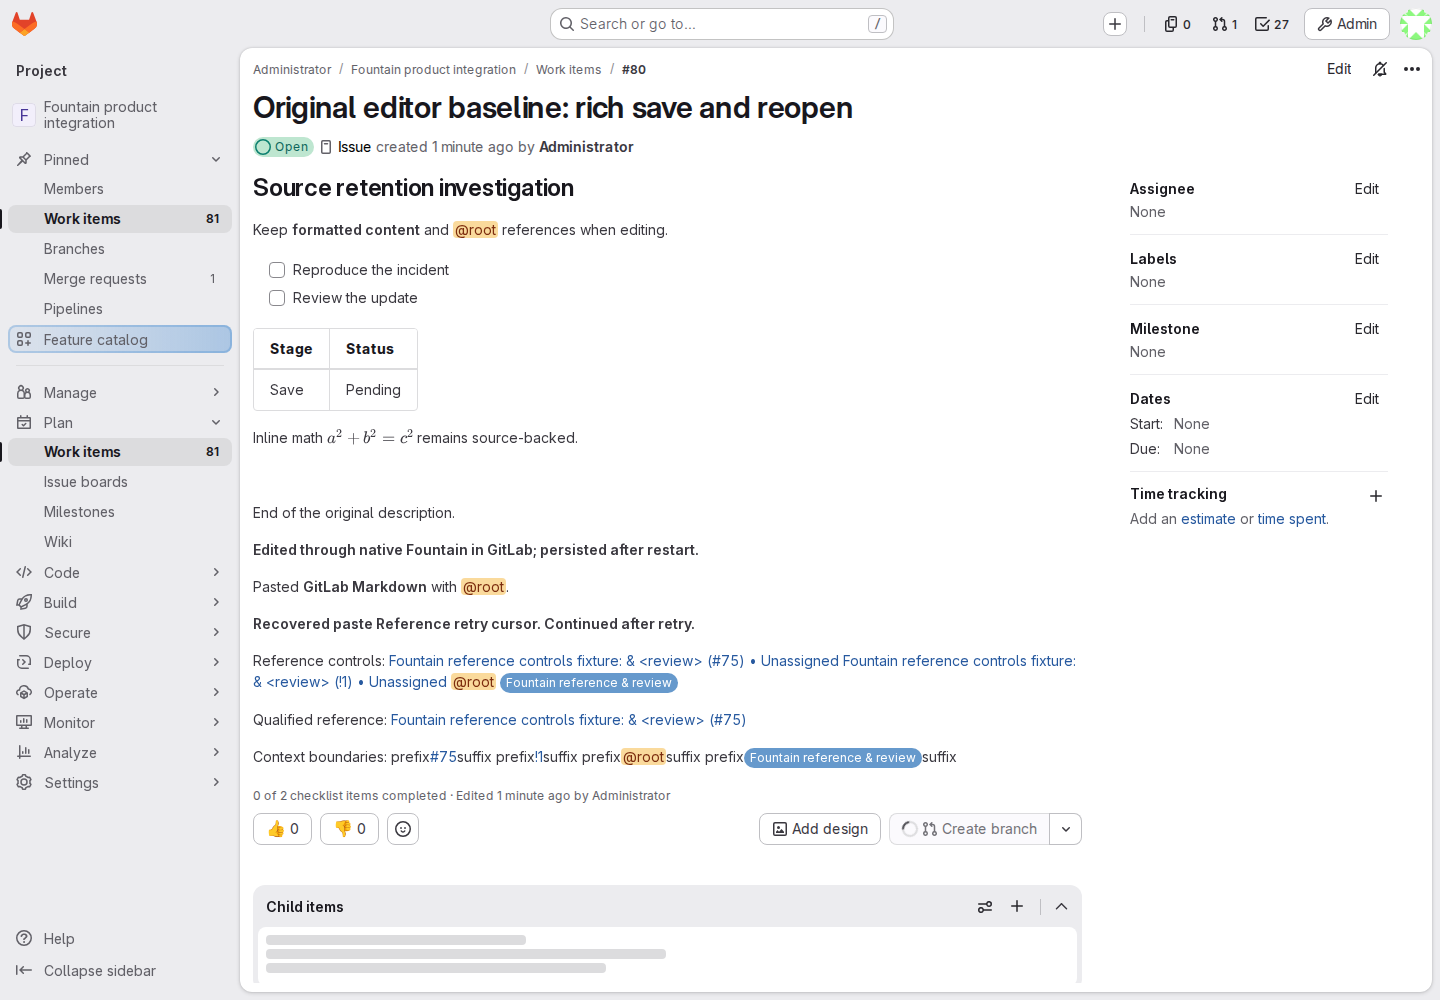 Search or go to...
/
0
1
27
Admin
Project
F
Fountain product integration
Pinned
Members
Work items 81
Branches
Merge requests 1
Pipelines
Feature catalog
Manage
Plan
Work items 81
Issue boards
Milestones
Wiki
Code
Build
Secure
Deploy
Operate
Monitor
Analyze
Settings
Help
Collapse sidebar
Administrator / Fountain product integration / Work items / #80
Edit
Original editor baseline: rich save and reopen
Open Issue created 1 minute ago by Administrator
Source retention investigation
Keep formatted content and @root references when editing.
Reproduce the incident
Review the update
Stage Status
Save Pending
Inline math a² + b² = c² remains source-backed.
End of the original description.
Edited through native Fountain in GitLab; persisted after restart.
Pasted GitLab Markdown with @root.
Recovered paste Reference retry cursor. Continued after retry.
Reference controls: Fountain reference controls fixture: & <review> (#75) • Unassigned Fountain reference controls fixture:
& <review> (!1) • Unassigned @root Fountain reference & review
Qualified reference: Fountain reference controls fixture: & <review> (#75)
Context boundaries: prefix#75suffix prefix!1suffix prefix@rootsuffix prefixFountain reference & reviewsuffix
0 of 2 checklist items completed · Edited 1 minute ago by Administrator
👍 0
👎 0
Add design
Create branch
Child items
Assignee Edit
None
Labels Edit
None
Milestone Edit
None
Dates Edit
Start: None
Due: None
Time tracking
Add an estimate or time spent.